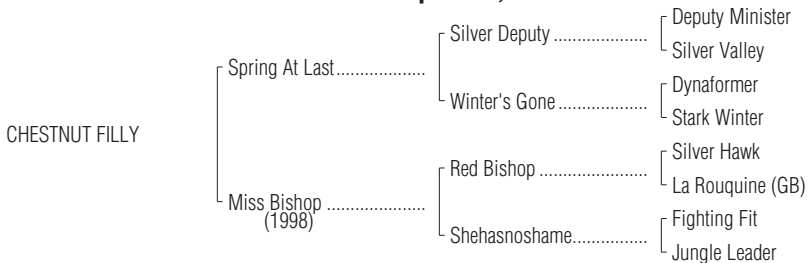 Deputy Minister
Silver Deputy ....................
Silver Valley
Spring At Last...................
Dynaformer
Winter's Gone...................
Stark Winter
CHESTNUT FILLY
Silver Hawk
Red Bishop .......................
La Rouquine (GB)
Miss Bishop .....................
(1998)
Fighting Fit
Shehasnoshame................
Jungle Leader